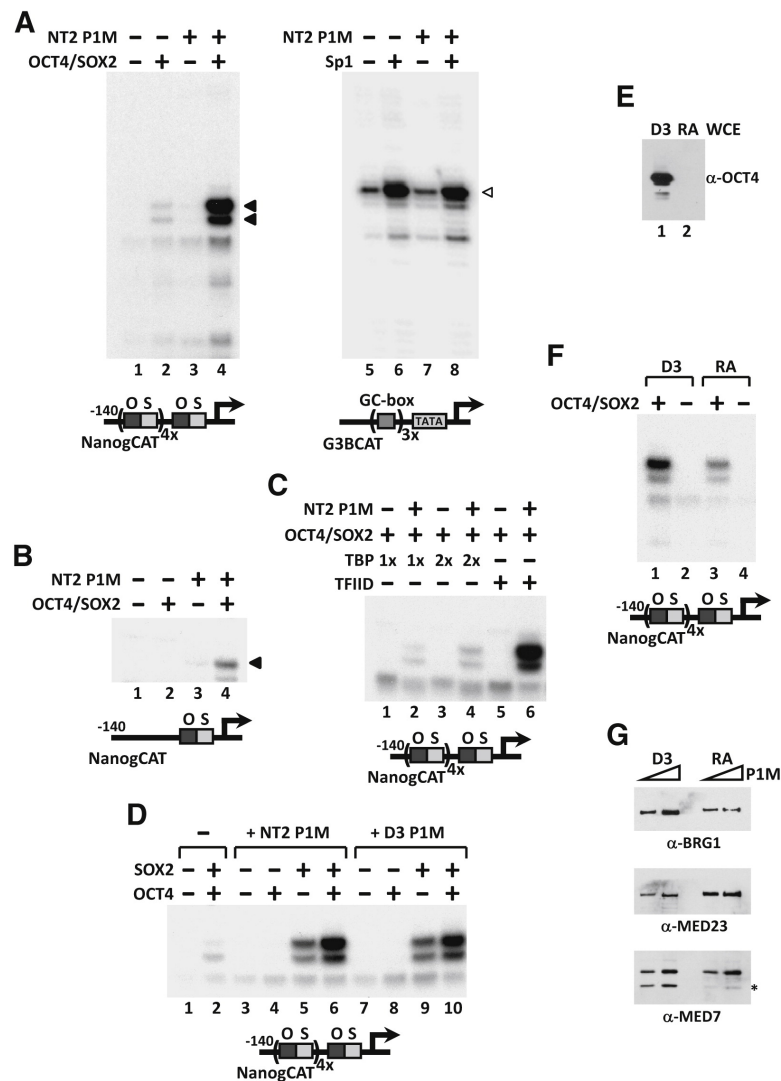 A
NT2 P1M − − + +
OCT4/SOX2 − + − +
1 2 3 4
-140 ( O S )4x O S
NanogCAT
NT2 P1M − − + +
Sp1 − + − +
5 6 7 8
GC-box
( )3x TATA
G3BCAT
B
NT2 P1M − − + +
OCT4/SOX2 − + − +
1 2 3 4
-140 O S
NanogCAT
C
NT2 P1M − + − + − +
OCT4/SOX2 + + + + + +
TBP 1x 1x 2x 2x − −
TFIID − − − − + +
1 2 3 4 5 6
-140 ( O S )4x O S
NanogCAT
D
− + NT2 P1M + D3 P1M
SOX2 − + − − + + − − + +
OCT4 − + − + − + − + − +
1 2 3 4 5 6 7 8 9 10
-140 ( O S )4x O S
NanogCAT
E
D3 RA WCE
α-OCT4
1 2
F
D3 RA
OCT4/SOX2 + − + −
1 2 3 4
-140 ( O S )4x O S
NanogCAT
G
D3 RA P1M
α-BRG1
α-MED23
*
α-MED7